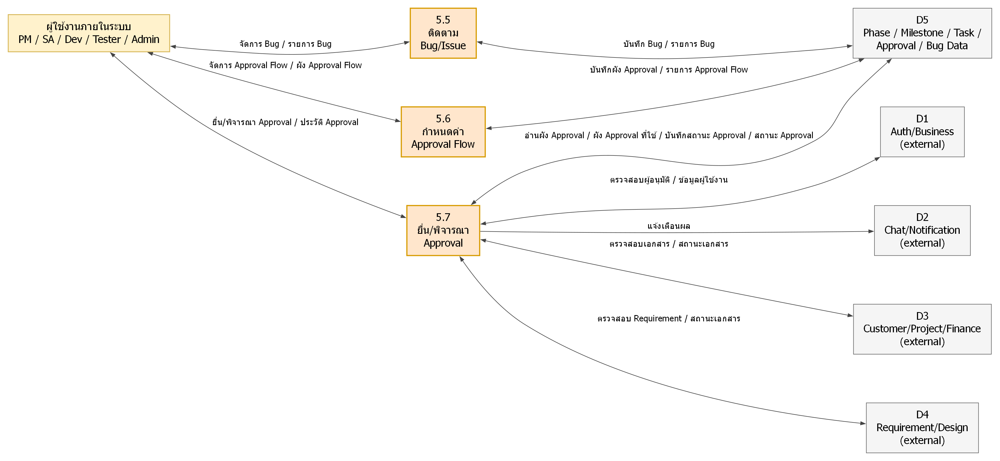 ผู้ใช้งานภายในระบบ
PM / SA / Dev / Tester / Admin
จัดการ Bug / รายการ Bug
จัดการ Approval Flow / ผัง Approval Flow
ยื่น/พิจารณา Approval / ประวัติ Approval
5.5
ติดตาม
Bug/Issue
5.6
กำหนดค่า
Approval Flow
5.7
ยื่น/พิจารณา
Approval
บันทึก Bug / รายการ Bug
บันทึกผัง Approval / รายการ Approval Flow
อ่านผัง Approval / ผัง Approval ที่ใช้ / บันทึกสถานะ Approval / สถานะ Approval
ตรวจสอบผู้อนุมัติ / ข้อมูลผู้ใช้งาน
แจ้งเตือนผล
ตรวจสอบเอกสาร / สถานะเอกสาร
ตรวจสอบ Requirement / สถานะเอกสาร
D5
Phase / Milestone / Task /
Approval / Bug Data
D1
Auth/Business
(external)
D2
Chat/Notification
(external)
D3
Customer/Project/Finance
(external)
D4
Requirement/Design
(external)